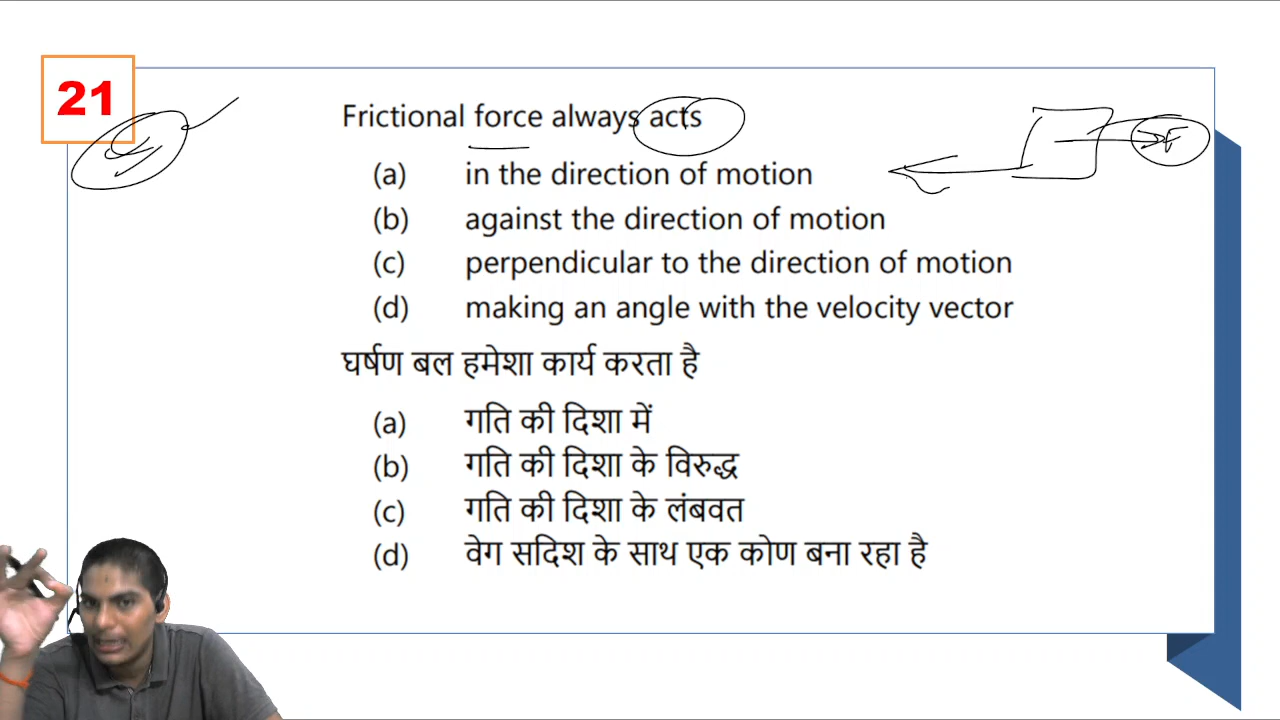 21
Frictional force always acts
(a) in the direction of motion
(b) against the direction of motion
(c) perpendicular to the direction of motion
(d) making an angle with the velocity vector
घर्षण बल हमेशा कार्य करता है
(a) गति की दिशा में
(b) गति की दिशा के विरुद्ध
(c) गति की दिशा के लंबवत
(d) वेग सदिश के साथ एक कोण बना रहा है
F